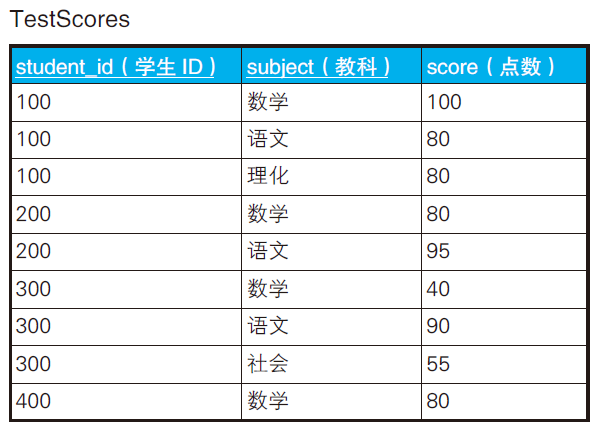 TestScores
student_id（学生 ID） subject（教科） score（点数）
100 数学 100
100 语文 80
100 理化 80
200 数学 80
200 语文 95
300 数学 40
300 语文 90
300 社会 55
400 数学 80